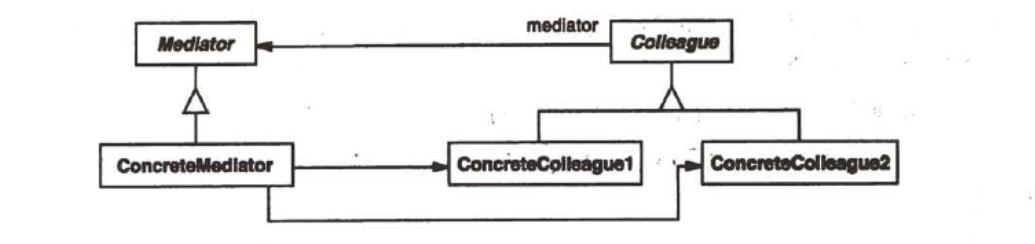 mediator
Mediator
Colleague
ConcreteMediator
ConcreteColleague1
ConcreteColleague2